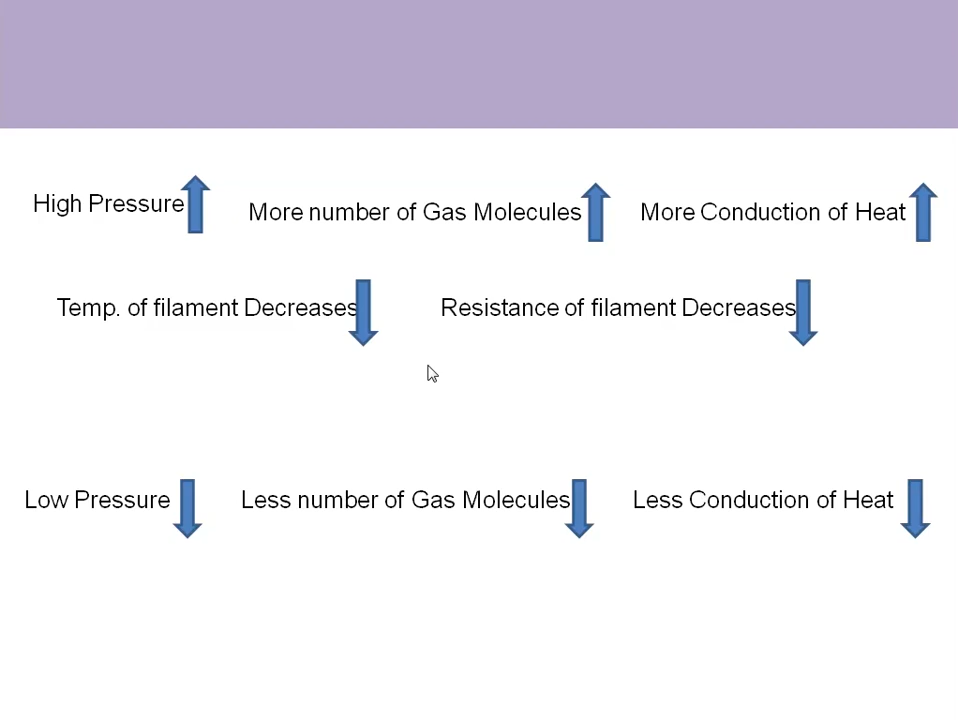 High Pressure
More number of Gas Molecules
More Conduction of Heat
Temp. of filament Decreases
Resistance of filament Decreases
Low Pressure
Less number of Gas Molecules
Less Conduction of Heat